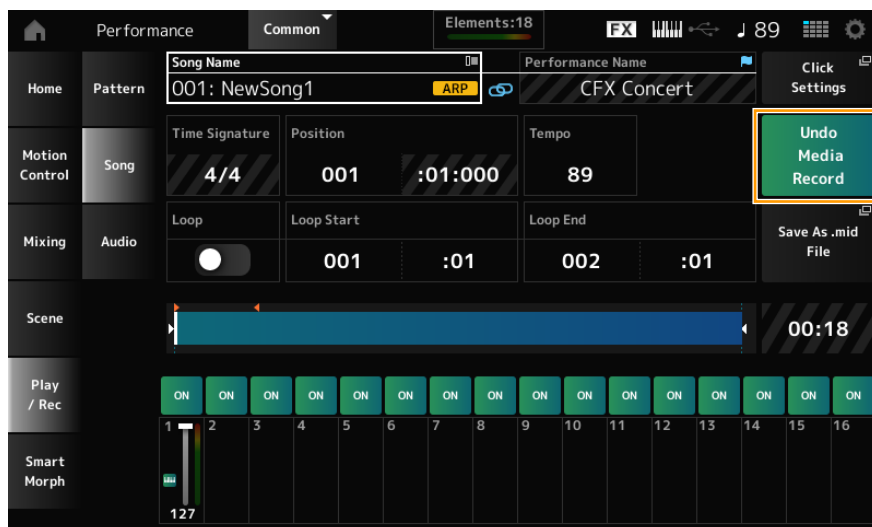 Performance
Common
Elements:18
FX
89
Home
Motion
Control
Mixing
Scene
Play
/ Rec
Smart
Morph
Pattern
Song
Audio
Song Name
001: NewSong1
ARP
Performance Name
CFX Concert
Click
Settings
Time Signature
4/4
Position
001
:01:000
Tempo
89
Undo
Media
Record
Loop
Loop Start
001
:01
Loop End
002
:01
Save As .mid
File
00:18
ON ON ON ON ON ON ON ON ON ON ON ON ON ON ON ON
1 2 3 4 5 6 7 8 9 10 11 12 13 14 15 16
127